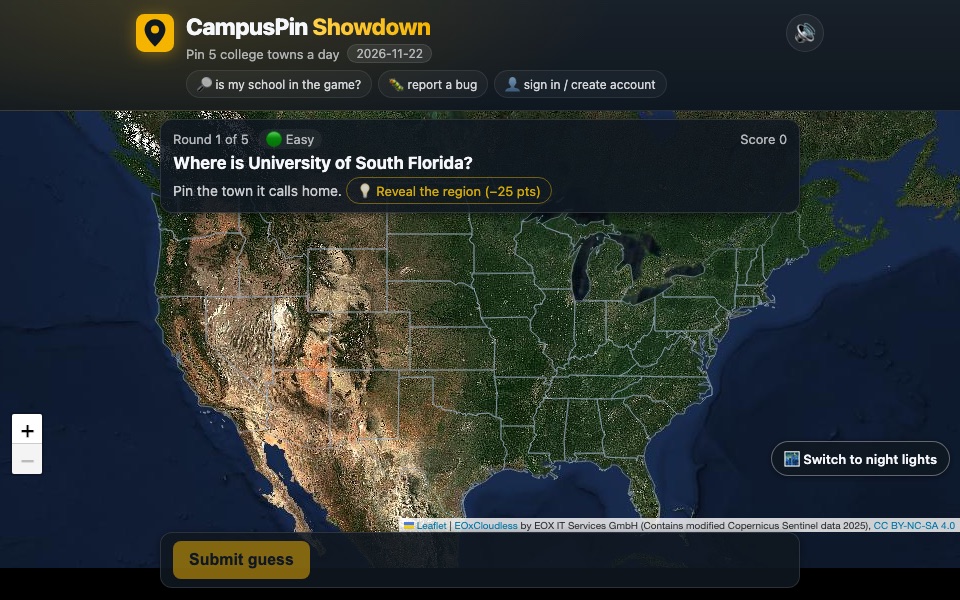 CampusPin Showdown
Pin 5 college towns a day 2026-11-22
is my school in the game? report a bug sign in / create account
Round 1 of 5 Easy Score 0
Where is University of South Florida?
Pin the town it calls home. Reveal the region (−25 pts)
+
−
Switch to night lights
Leaflet | EOxCloudless by EOX IT Services GmbH (Contains modified Copernicus Sentinel data 2025), CC BY-NC-SA 4.0
Submit guess